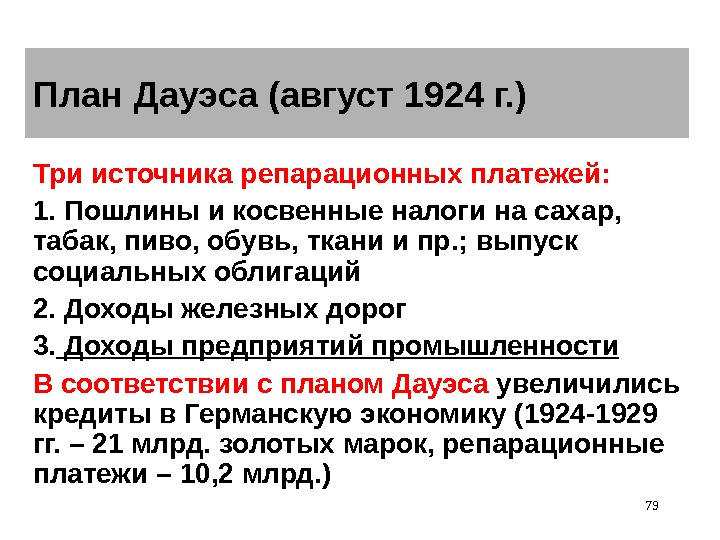 План Дауэса (август 1924 г.)
Три источника репарационных платежей:
1. Пошлины и косвенные налоги на сахар,
табак, пиво, обувь, ткани и пр.; выпуск
социальных облигаций
2. Доходы железных дорог
3. Доходы предприятий промышленности
В соответствии с планом Дауэса увеличились
кредиты в Германскую экономику (1924-1929
гг. – 21 млрд. золотых марок, репарационные
платежи – 10,2 млрд.)
79